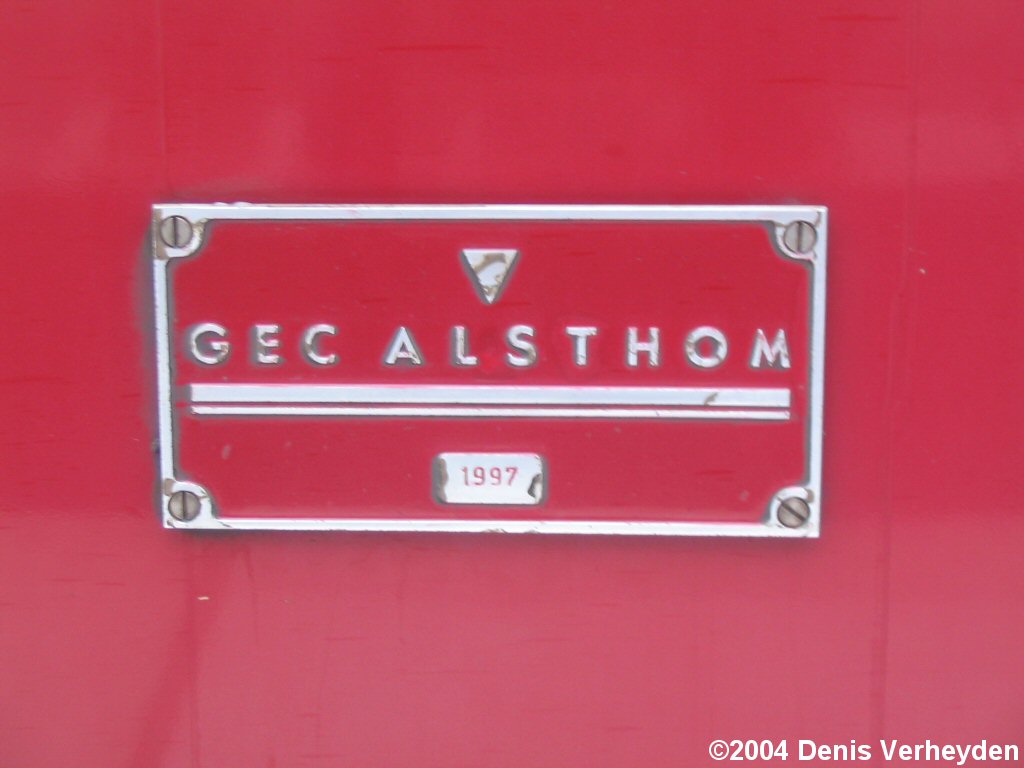 GEC ALSTHOM
1997
©2004 Denis Verheyden